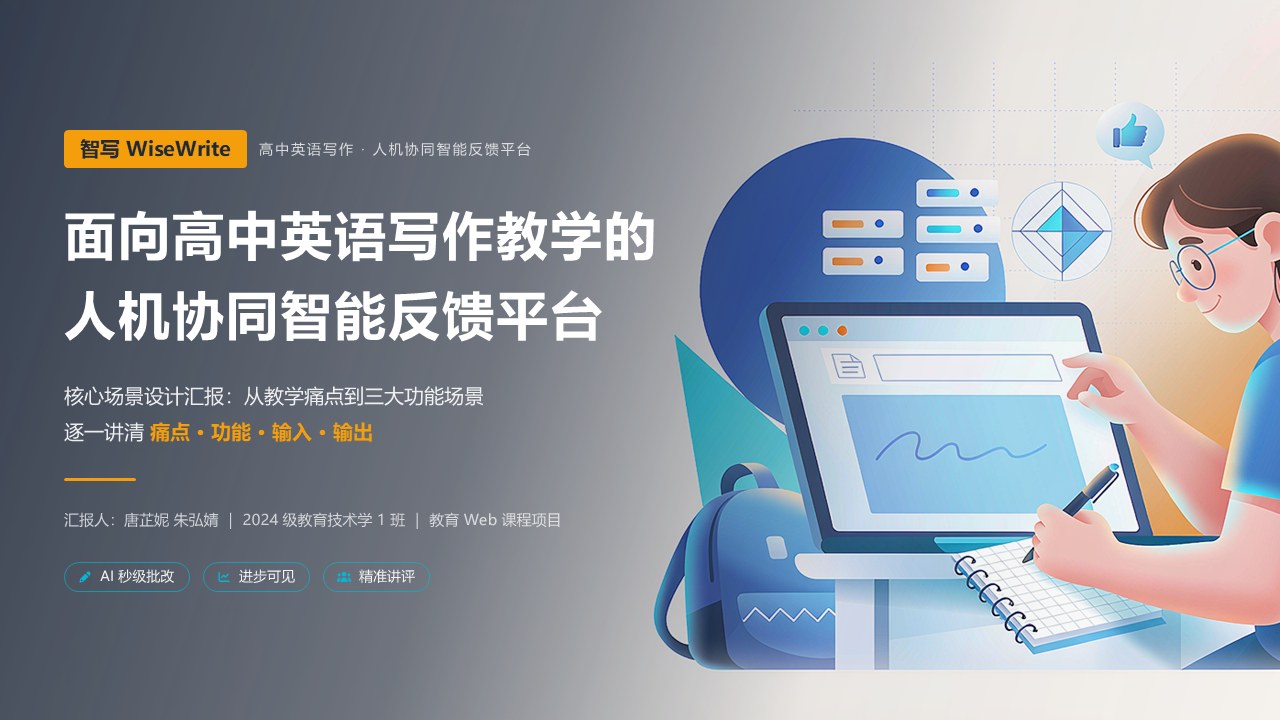 智写 WiseWrite
高中英语写作 · 人机协同智能反馈平台
面向高中英语写作教学的
人机协同智能反馈平台
核心场景设计汇报：从教学痛点到三大功能场景
逐一讲清 痛点 • 功能 • 输入 • 输出
汇报人：唐芷妮 朱弘婧 | 2024 级教育技术学 1 班 | 教育 Web 课程项目
AI 秒级批改
进步可见
精准讲评